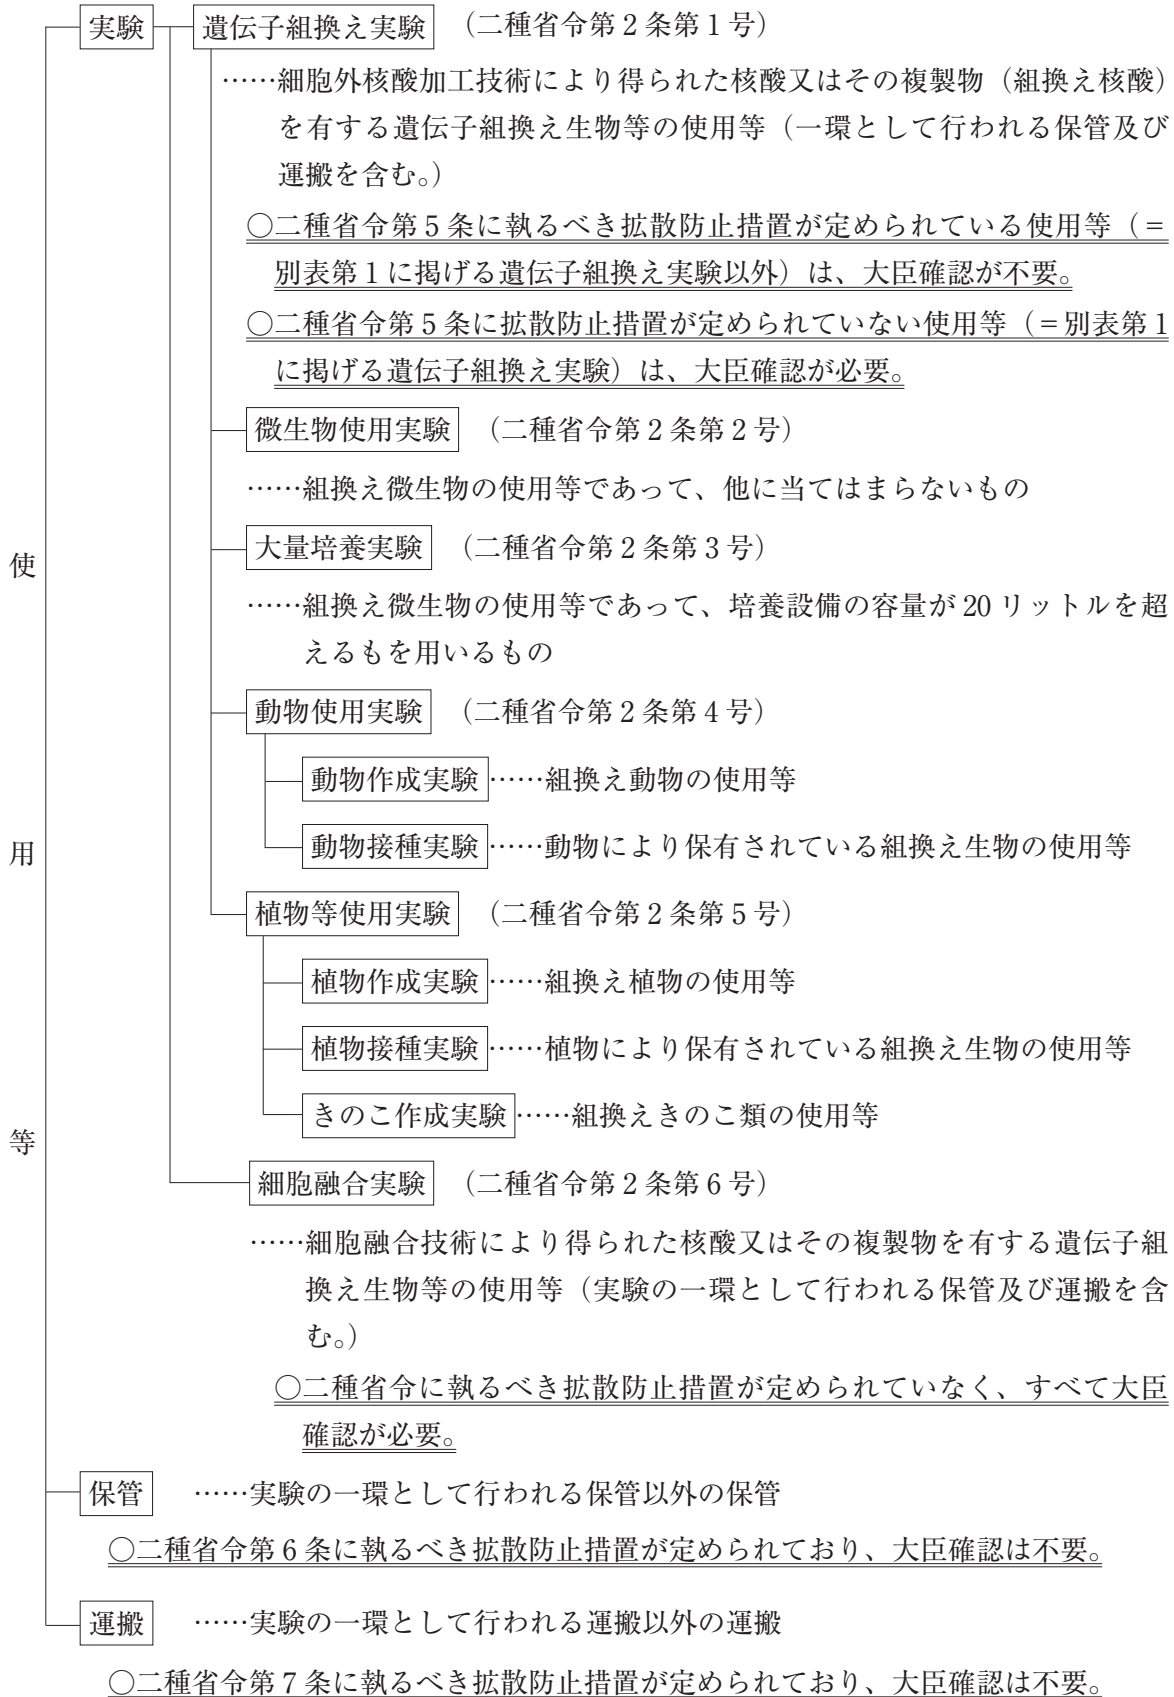 実験 遺伝子組換え実験 （二種省令第２条第１号）
……細胞外核酸加工技術により得られた核酸又はその複製物（組換え核酸）
を有する遺伝子組換え生物等の使用等（一環として行われる保管及び
運搬を含む。）
○二種省令第５条に執るべき拡散防止措置が定められている使用等（＝
別表第１に掲げる遺伝子組換え実験以外）は、大臣確認が不要。
○二種省令第５条に拡散防止措置が定められていない使用等（＝別表第１
に掲げる遺伝子組換え実験）は、大臣確認が必要。
微生物使用実験 （二種省令第２条第２号）
……組換え微生物の使用等であって、他に当てはまらないもの
大量培養実験 （二種省令第２条第３号）
使
……組換え微生物の使用等であって、培養設備の容量が 20 リットルを超
えるもを用いるもの
動物使用実験 （二種省令第２条第４号）
動物作成実験……組換え動物の使用等
用
動物接種実験……動物により保有されている組換え生物の使用等
植物等使用実験 （二種省令第２条第５号）
植物作成実験……組換え植物の使用等
植物接種実験……植物により保有されている組換え生物の使用等
きのこ作成実験……組換えきのこ類の使用等
等
細胞融合実験 （二種省令第２条第６号）
……細胞融合技術により得られた核酸又はその複製物を有する遺伝子組
換え生物等の使用等（実験の一環として行われる保管及び運搬を含
む。）
○二種省令に執るべき拡散防止措置が定められていなく、すべて大臣
確認が必要。
保管 ……実験の一環として行われる保管以外の保管
○二種省令第６条に執るべき拡散防止措置が定められており、大臣確認は不要。
運搬 ……実験の一環として行われる運搬以外の運搬
○二種省令第７条に執るべき拡散防止措置が定められており、大臣確認は不要。